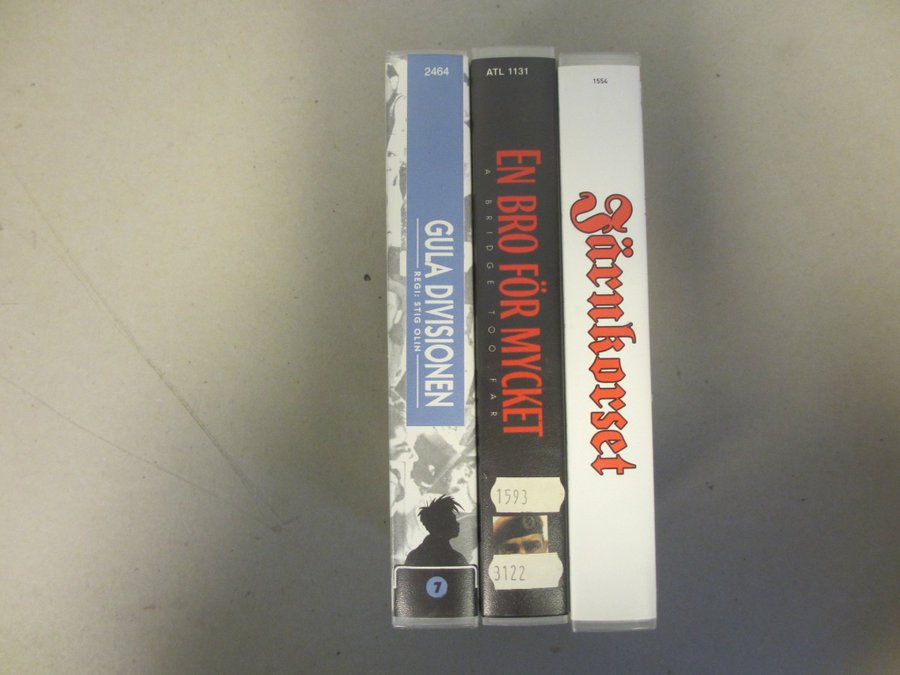 2464
GULA DIVISIONEN
REGI: STIG OLIN
7
ATL 1131
EN BRO FÖR MYCKET
A BRIDGE TOO FAR
1593
3122
1554
Järnkorset